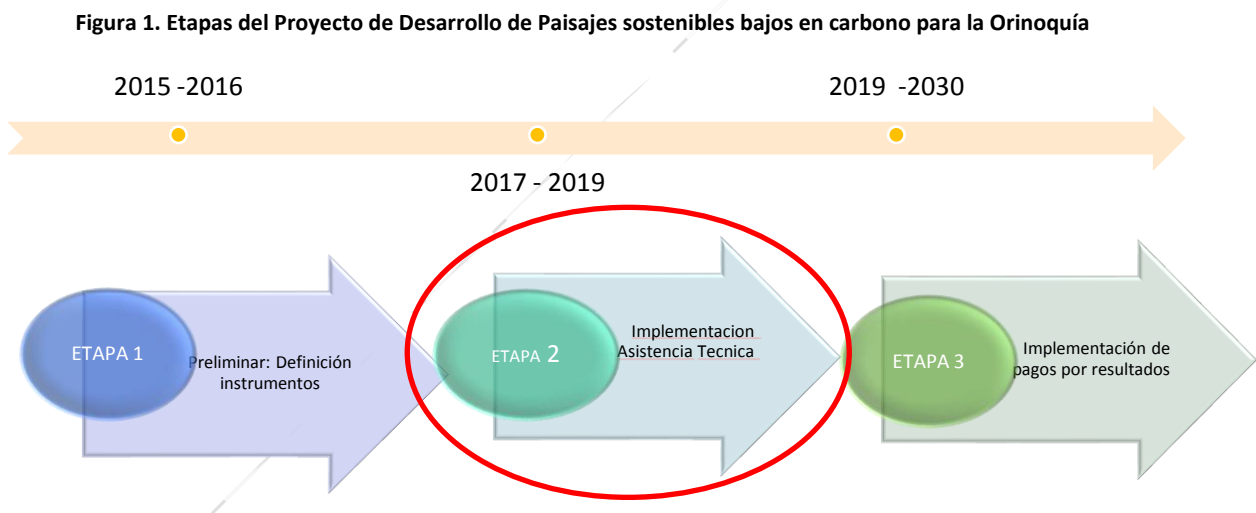 Figura 1. Etapas del Proyecto de Desarrollo de Paisajes sostenibles bajos en carbono para la Orinoquía
2015 -2016
2019 -2030
2017 - 2019
ETAPA 1
Preliminar: Definición
instrumentos
ETAPA 2
Implementacion
Asistencia Tecnica
ETAPA 3
Implementación de
pagos por resultados